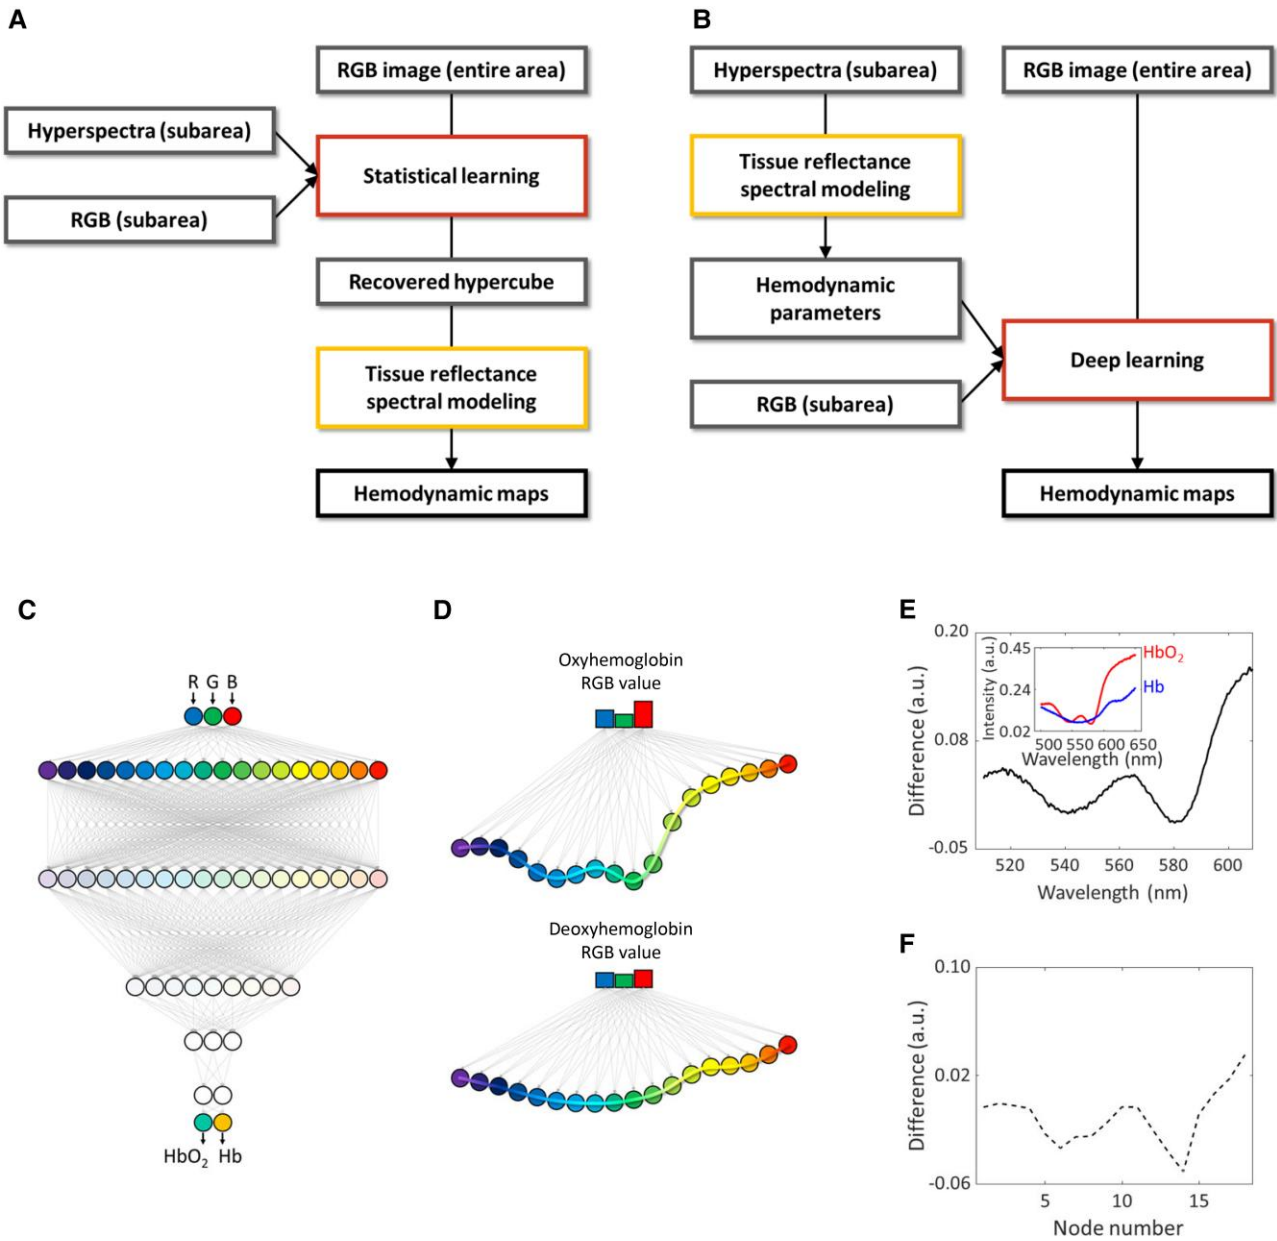 A
RGB image (entire area)
Hyperspectra (subarea)
RGB (subarea)
Statistical learning
Recovered hypercube
Tissue reflectance
spectral modeling
Hemodynamic maps
B
Hyperspectra (subarea)
RGB image (entire area)
Tissue reflectance
spectral modeling
Hemodynamic
parameters
RGB (subarea)
Deep learning
Hemodynamic maps
C
R G B
HbO₂ Hb
D
Oxyhemoglobin
RGB value
Deoxyhemoglobin
RGB value
E
Difference (a.u.)
0.20
0.08
-0.05
Intensity (a.u.)
0.45
0.24
0.02
HbO₂
Hb
500 550 600 650
Wavelength (nm)
520 540 560 580 600
Wavelength (nm)
F
Difference (a.u.)
0.10
0.02
-0.06
5 10 15
Node number